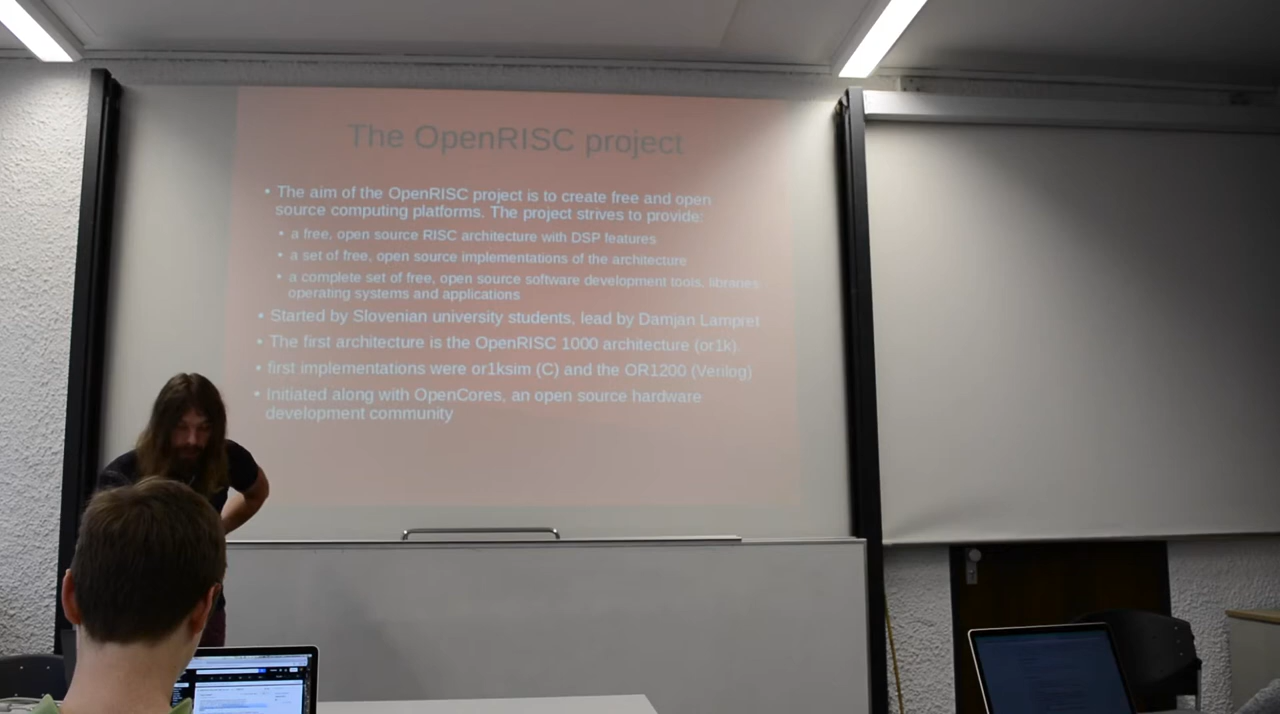 The OpenRISC project
• The aim of the OpenRISC project is to create free and open
source computing platforms. The project strives to provide:
• a free, open source RISC architecture with DSP features
• a set of free, open source implementations of the architecture
• a complete set of free, open source software development tools, libraries
operating systems and applications
• Started by Slovenian university students, lead by Damjan Lampret
• The first architecture is the OpenRISC 1000 architecture (or1k).
• first implementations were or1ksim (C) and the OR1200 (Verilog)
• Initiated along with OpenCores, an open source hardware
development community